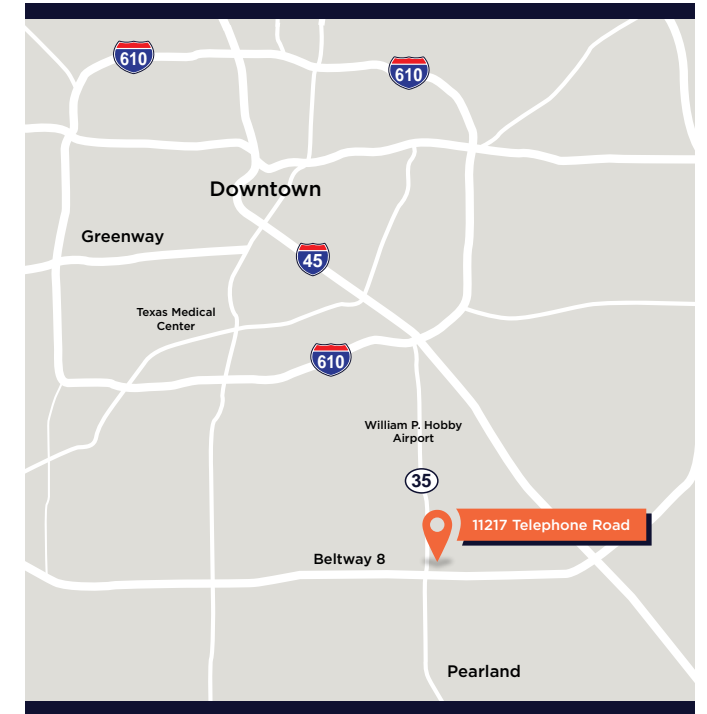 610
610
Downtown
Greenway
45
Texas Medical
Center
610
William P. Hobby
Airport
35
11217 Telephone Road
Beltway 8
Pearland